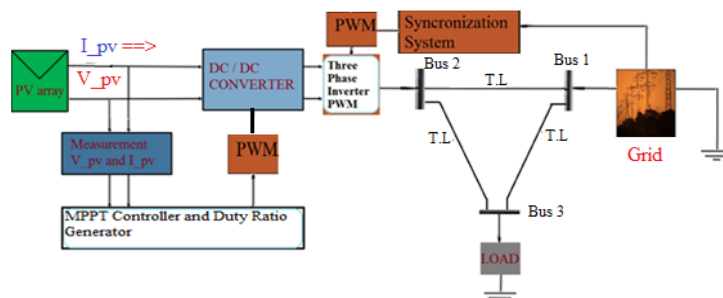 I_pv ==>
V_pv
PV array
DC / DC
CONVERTER
PWM
Syncronization
System
Three
Phase
Inverter
PWM
Bus 2
Bus 1
T.L
T.L.
T.L
Grid
Measurement
V_pv and I_pv
PWM
MPPT Controller and Duty Ratio
Generator
Bus 3
LOAD